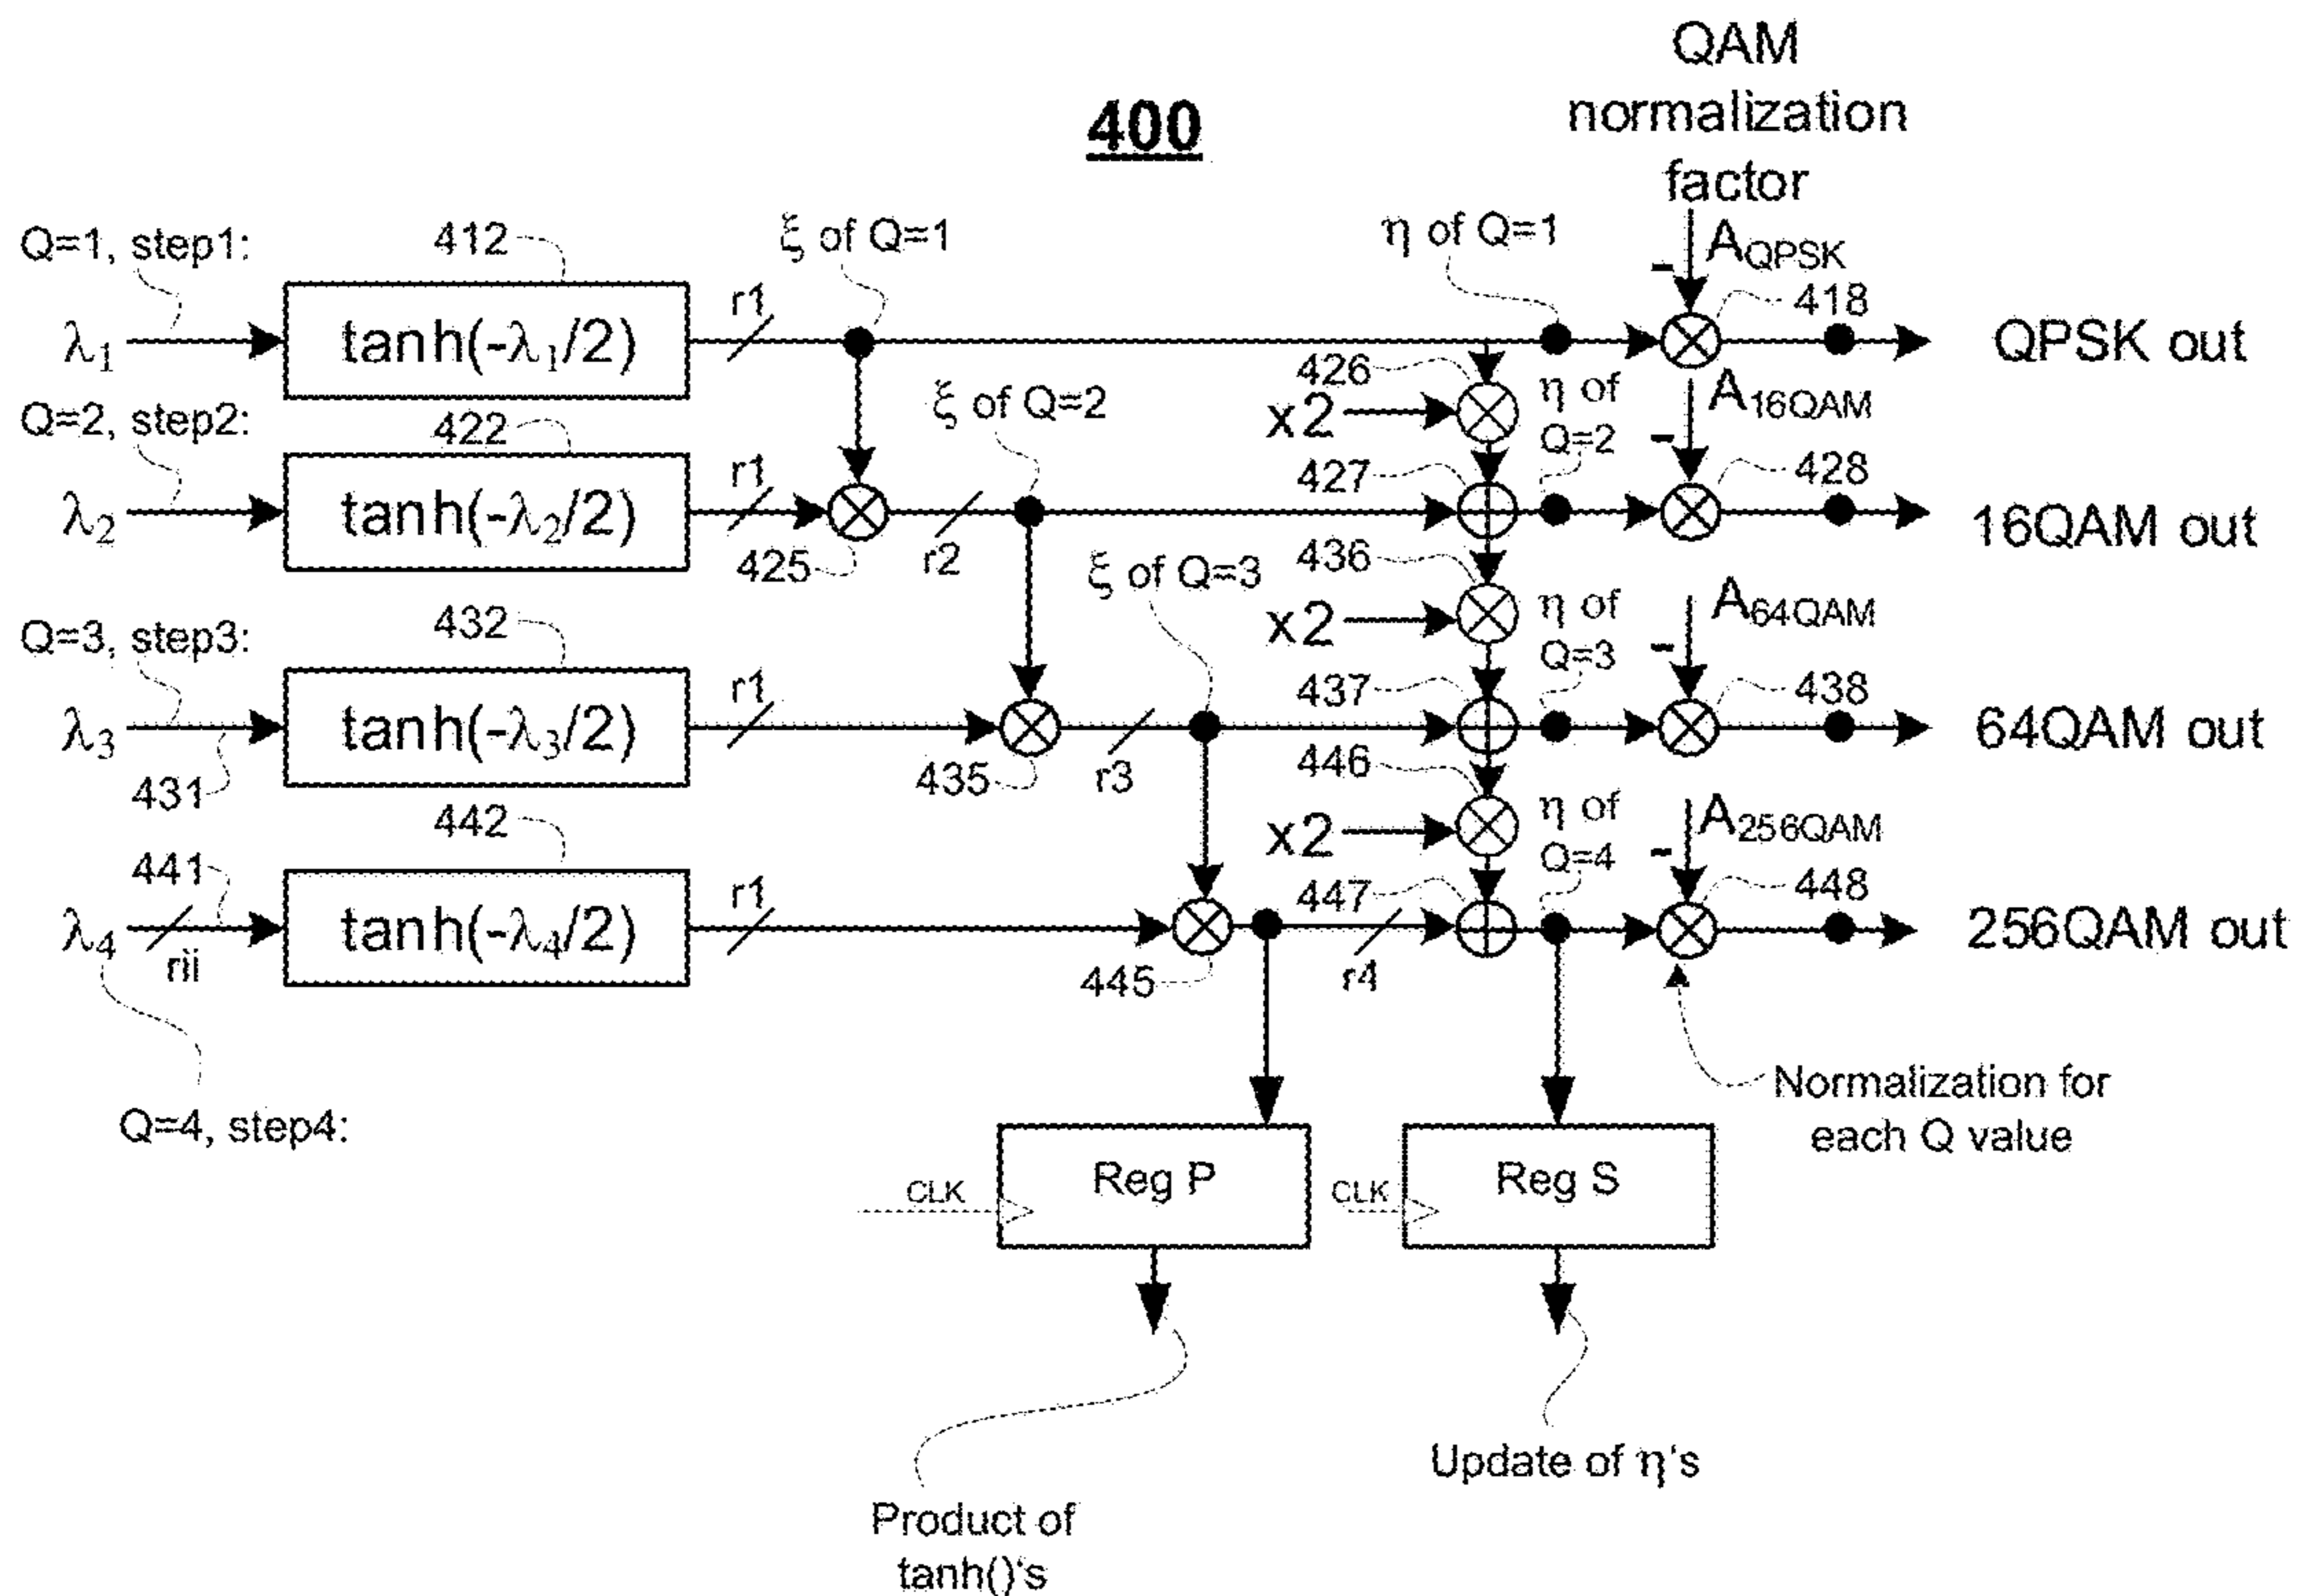 QAM
normalization
factor
400
Q=1, step1:
412
r1
ξ of Q=1
η of Q=1
- A_QPSK
418
λ₁
tanh(-λ₁/2)
QPSK out
426
x2
η of
Q=2
- A_16QAM
Q=2, step2:
422
r1
ξ of Q=2
427
428
λ₂
tanh(-λ₂/2)
425
r2
16QAM out
436
x2
η of
Q=3
- A_64QAM
Q=3, step3:
432
r1
ξ of Q=3
437
438
λ₃
tanh(-λ₃/2)
431
435
r3
64QAM out
446
x2
η of
Q=4
- A_256QAM
442
441
r1
447
448
λ₄
rii
tanh(-λ₄/2)
445
r4
256QAM out
Q=4, step4:
Normalization for
each Q value
CLK
Reg P
CLK
Reg S
Update of η's
Product of
tanh()'s